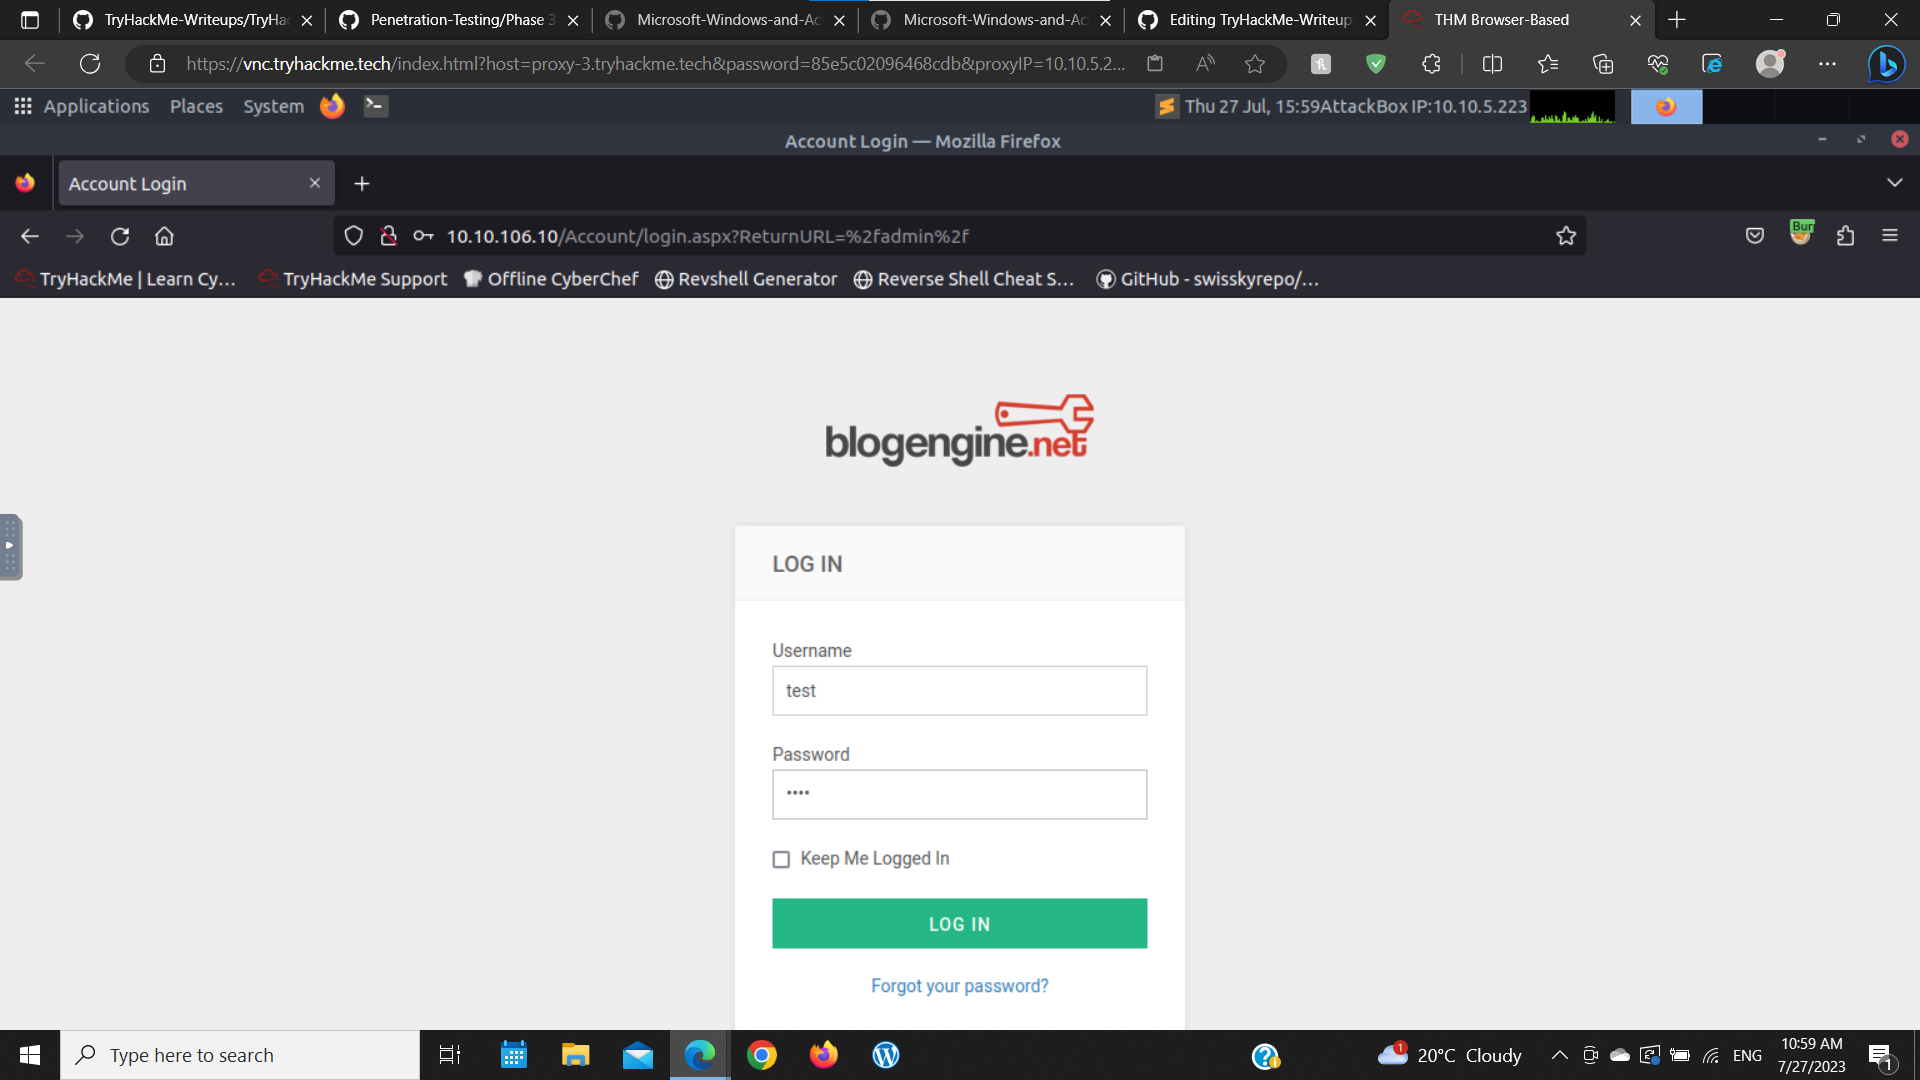 TryHackMe-Writeups/TryHa
Penetration-Testing/Phase 3
Microsoft-Windows-and-Ac
Microsoft-Windows-and-Ac
Editing TryHackMe-Writeup
THM Browser-Based
https://vnc.tryhackme.tech/index.html?host=proxy-3.tryhackme.tech&password=85e5c02096468cdb&proxyIP=10.10.5.2...
Applications Places System
Thu 27 Jul, 15:59AttackBox IP:10.10.5.223
Account Login — Mozilla Firefox
Account Login
10.10.106.10/Account/login.aspx?ReturnURL=%2fadmin%2f
Bur
TryHackMe | Learn Cy...
TryHackMe Support
Offline CyberChef
Revshell Generator
Reverse Shell Cheat S...
GitHub - swisskyrepo/...
blogengine.net
LOG IN
Username
test
Password
••••
Keep Me Logged In
LOG IN
Forgot your password?
Type here to search
1
20°C Cloudy
ENG
10:59 AM
7/27/2023
1